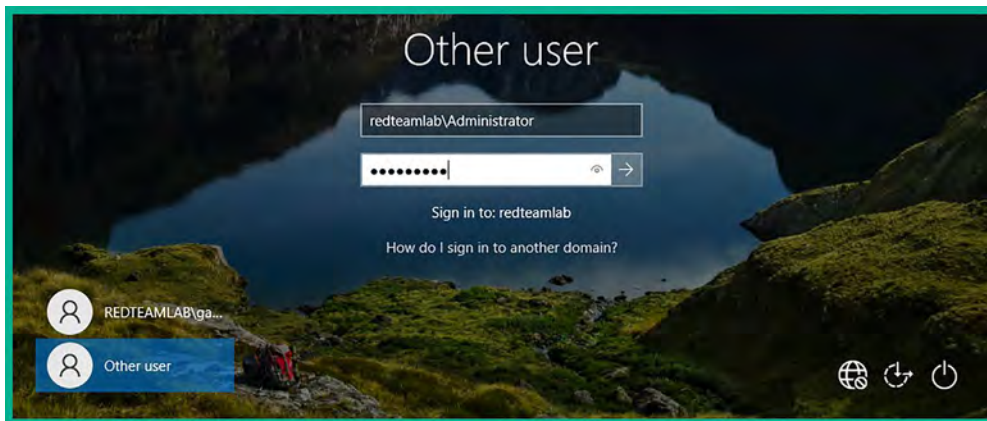 Other user
redteamlab\Administrator
•••••••••
Sign in to: redteamlab
How do I sign in to another domain?
REDTEAMLAB\ga...
Other user